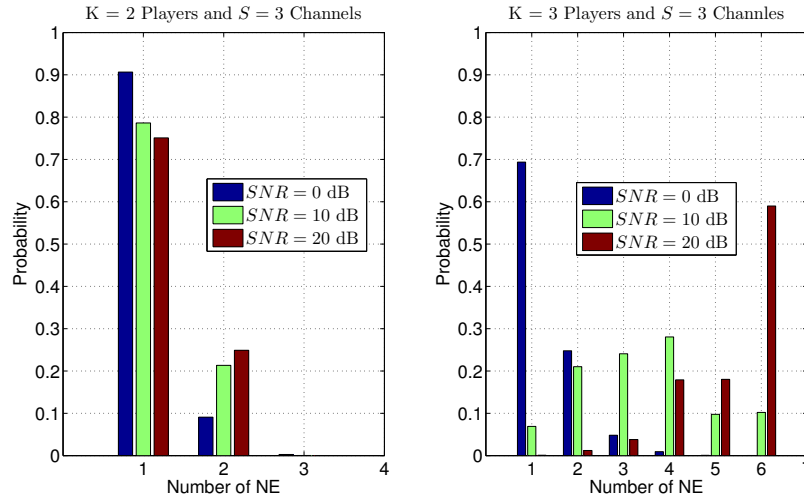 K = 2 Players and S = 3 Channels
1
0.9
0.8
0.7
0.6
0.5
0.4
0.3
0.2
0.1
0
Probability
SNR = 0 dB
SNR = 10 dB
SNR = 20 dB
1 2 3 4
Number of NE
K = 3 Players and S = 3 Channles
1
0.9
0.8
0.7
0.6
0.5
0.4
0.3
0.2
0.1
0
Probability
SNR = 0 dB
SNR = 10 dB
SNR = 20 dB
1 2 3 4 5 6 7
Number of NE